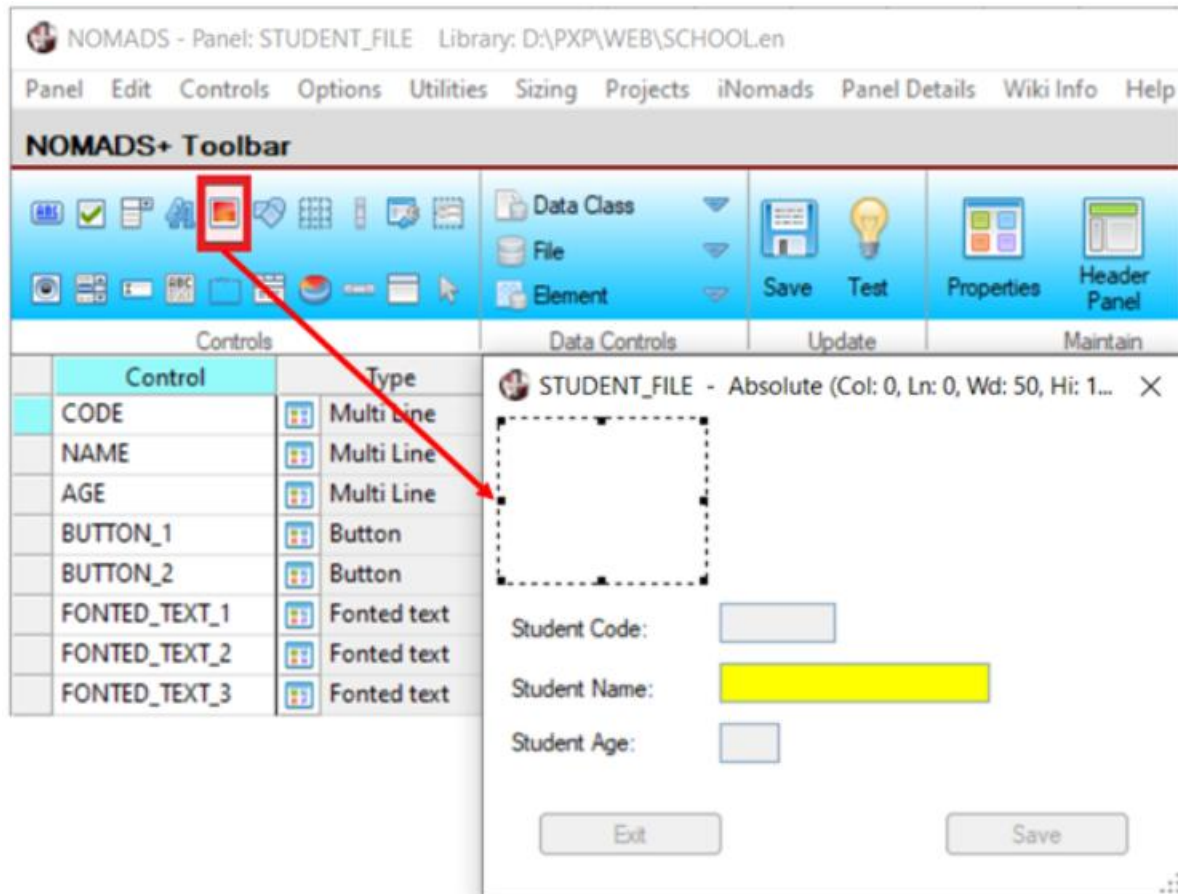 NOMADS - Panel: STUDENT_FILE Library: D:\PXP\WEB\SCHOOL.en
Panel Edit Controls Options Utilities Sizing Projects iNomads Panel Details Wiki Info Help
NOMADS+ Toolbar
Data Class
File
Element
Save
Test
Properties
Header
Panel
Controls
Data Controls
Update
Maintain
Control Type
CODE Multi Line
NAME Multi Line
AGE Multi Line
BUTTON_1 Button
BUTTON_2 Button
FONTED_TEXT_1 Fonted text
FONTED_TEXT_2 Fonted text
FONTED_TEXT_3 Fonted text
STUDENT_FILE - Absolute (Col: 0, Ln: 0, Wd: 50, Hi: 1...
Student Code:
Student Name:
Student Age:
Exit Save